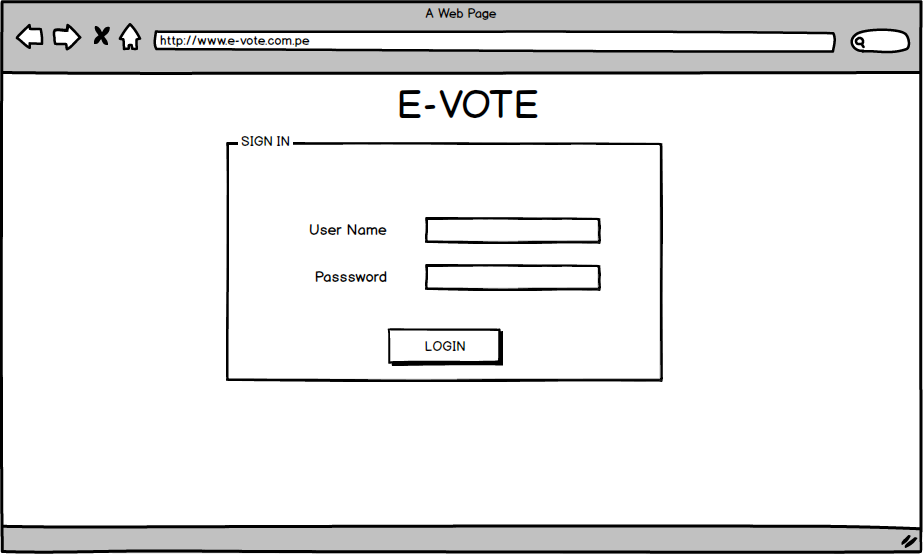 A Web Page
http://www.e-vote.com.pe
E-VOTE
SIGN IN
User Name
Passsword
LOGIN